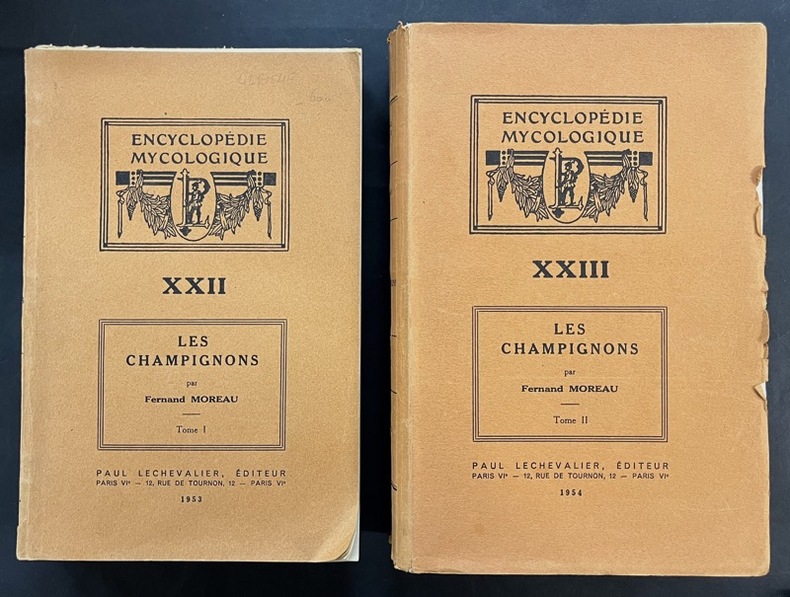 ENCYCLOPÉDIE
MYCOLOGIQUE
XXII
LES
CHAMPIGNONS
par
Fernand MOREAU
Tome I
PAUL LECHEVALIER, ÉDITEUR
PARIS VIᵉ — 12, RUE DE TOURNON, 12 — PARIS VIᵉ
1953
ENCYCLOPÉDIE
MYCOLOGIQUE
XXIII
LES
CHAMPIGNONS
par
Fernand MOREAU
Tome II
PAUL LECHEVALIER, ÉDITEUR
PARIS VIᵉ — 12, RUE DE TOURNON, 12 — PARIS VIᵉ
1954